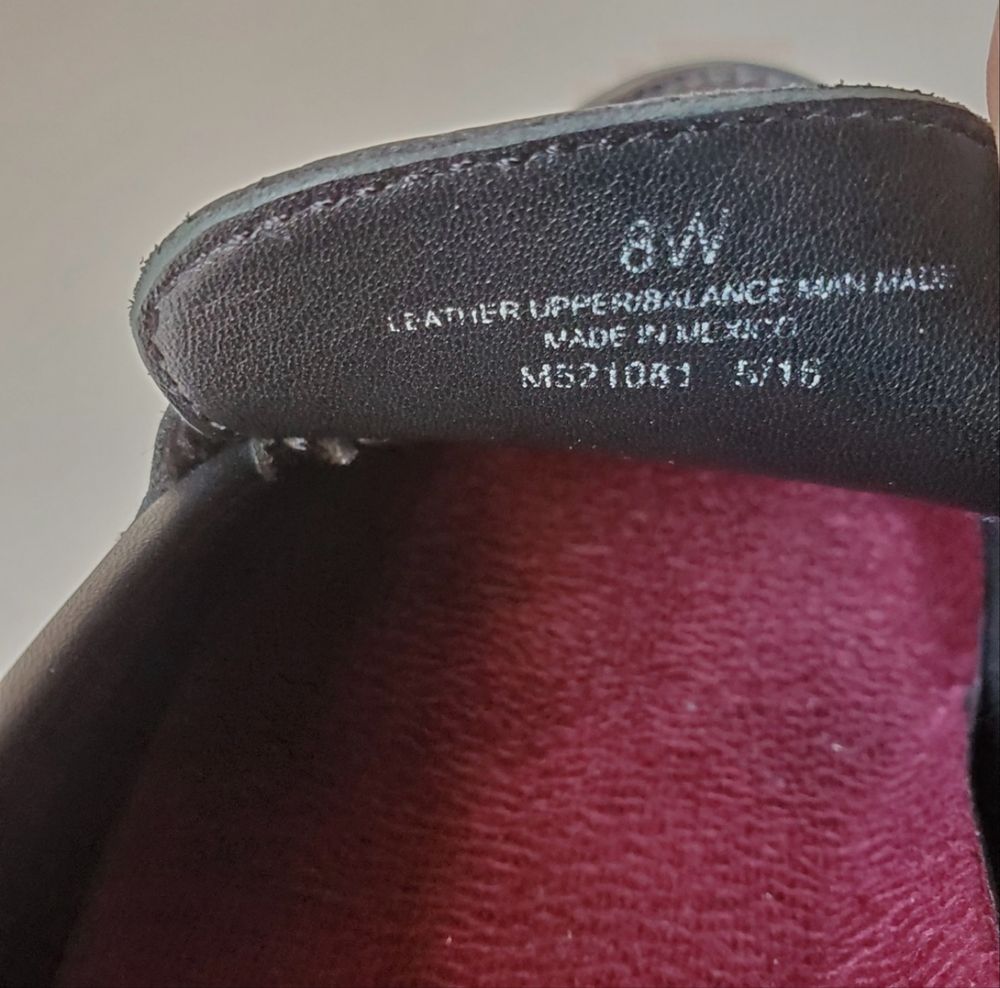 8W
LEATHER UPPER/BALANCE MAN MADE
MADE IN MEXICO
M521081 5/16